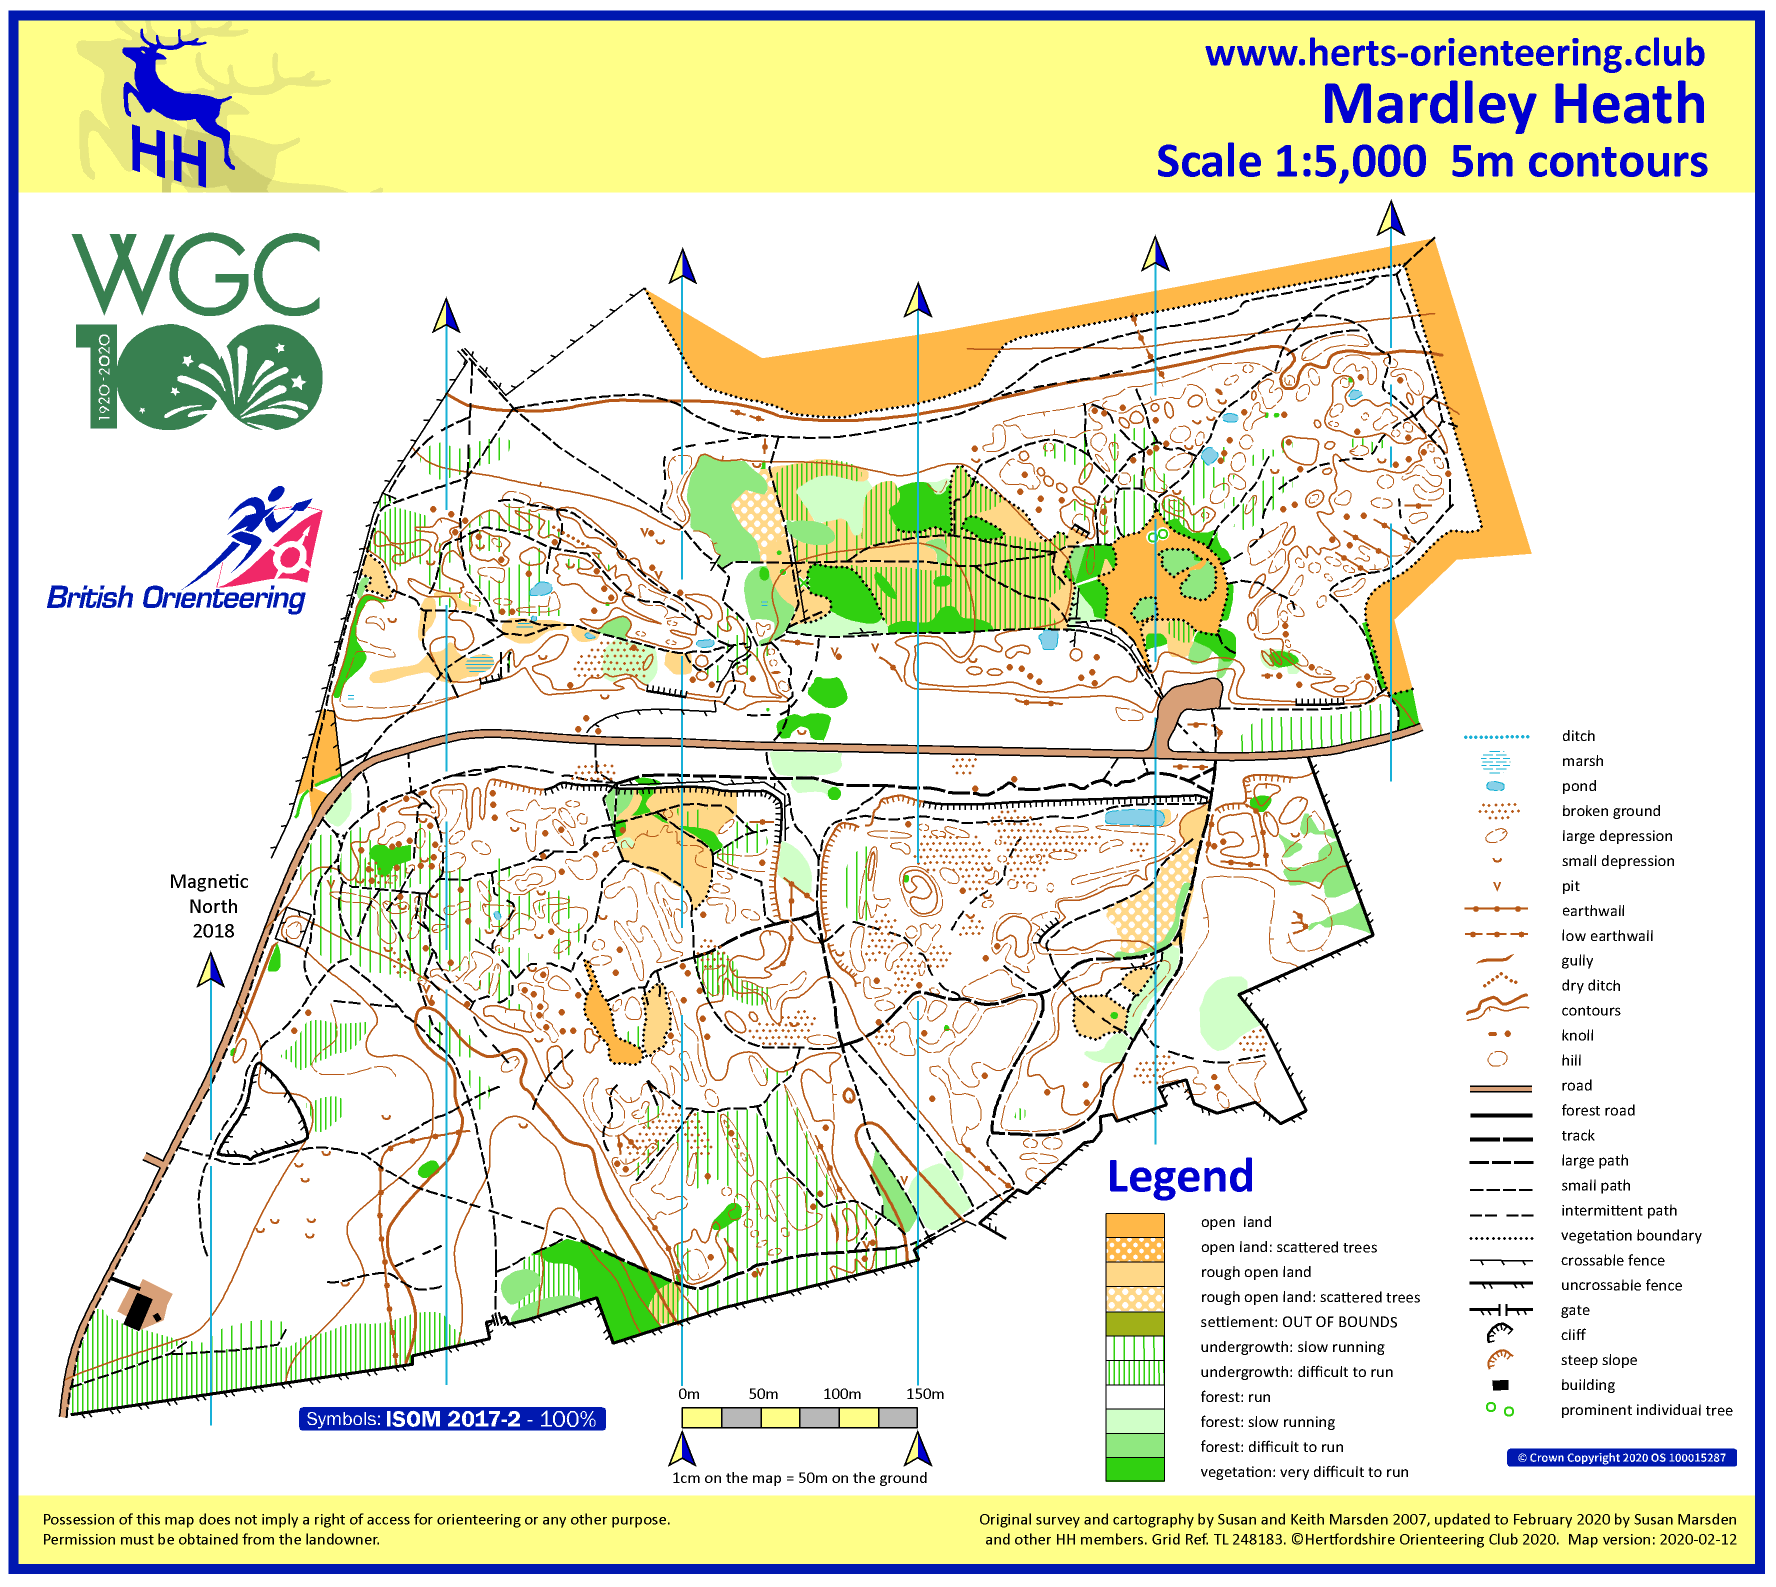 www.herts-orienteering.club
Mardley Heath
Scale 1:5,000 5m contours
HH
WGC
100
1920-2020
British Orienteering
Magnetic
North
2018
ditch
marsh
pond
broken ground
large depression
small depression
pit
earthwall
low earthwall
gully
dry ditch
contours
knoll
hill
road
forest road
track
large path
small path
intermittent path
vegetation boundary
crossable fence
uncrossable fence
gate
cliff
steep slope
building
prominent individual tree
Legend
open land
open land: scattered trees
rough open land
rough open land: scattered trees
settlement: OUT OF BOUNDS
undergrowth: slow running
undergrowth: difficult to run
forest: run
forest: slow running
forest: difficult to run
vegetation: very difficult to run
0m 50m 100m 150m
1cm on the map = 50m on the ground
Symbols: ISOM 2017-2 - 100%
© Crown Copyright 2020 OS 100015287
Possession of this map does not imply a right of access for orienteering or any other purpose.
Permission must be obtained from the landowner.
Original survey and cartography by Susan and Keith Marsden 2007, updated to February 2020 by Susan Marsden
and other HH members. Grid Ref. TL 248183. ©Hertfordshire Orienteering Club 2020. Map version: 2020-02-12